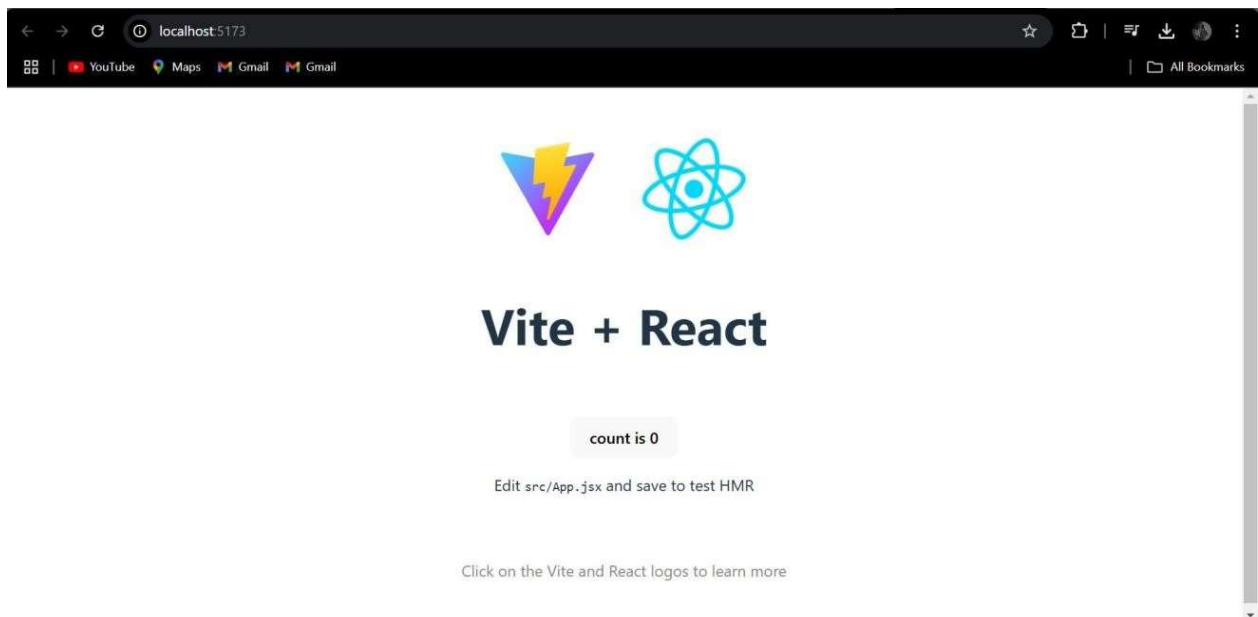 localhost:5173
YouTube Maps Gmail Gmail All Bookmarks
Vite + React
count is 0
Edit src/App.jsx and save to test HMR
Click on the Vite and React logos to learn more